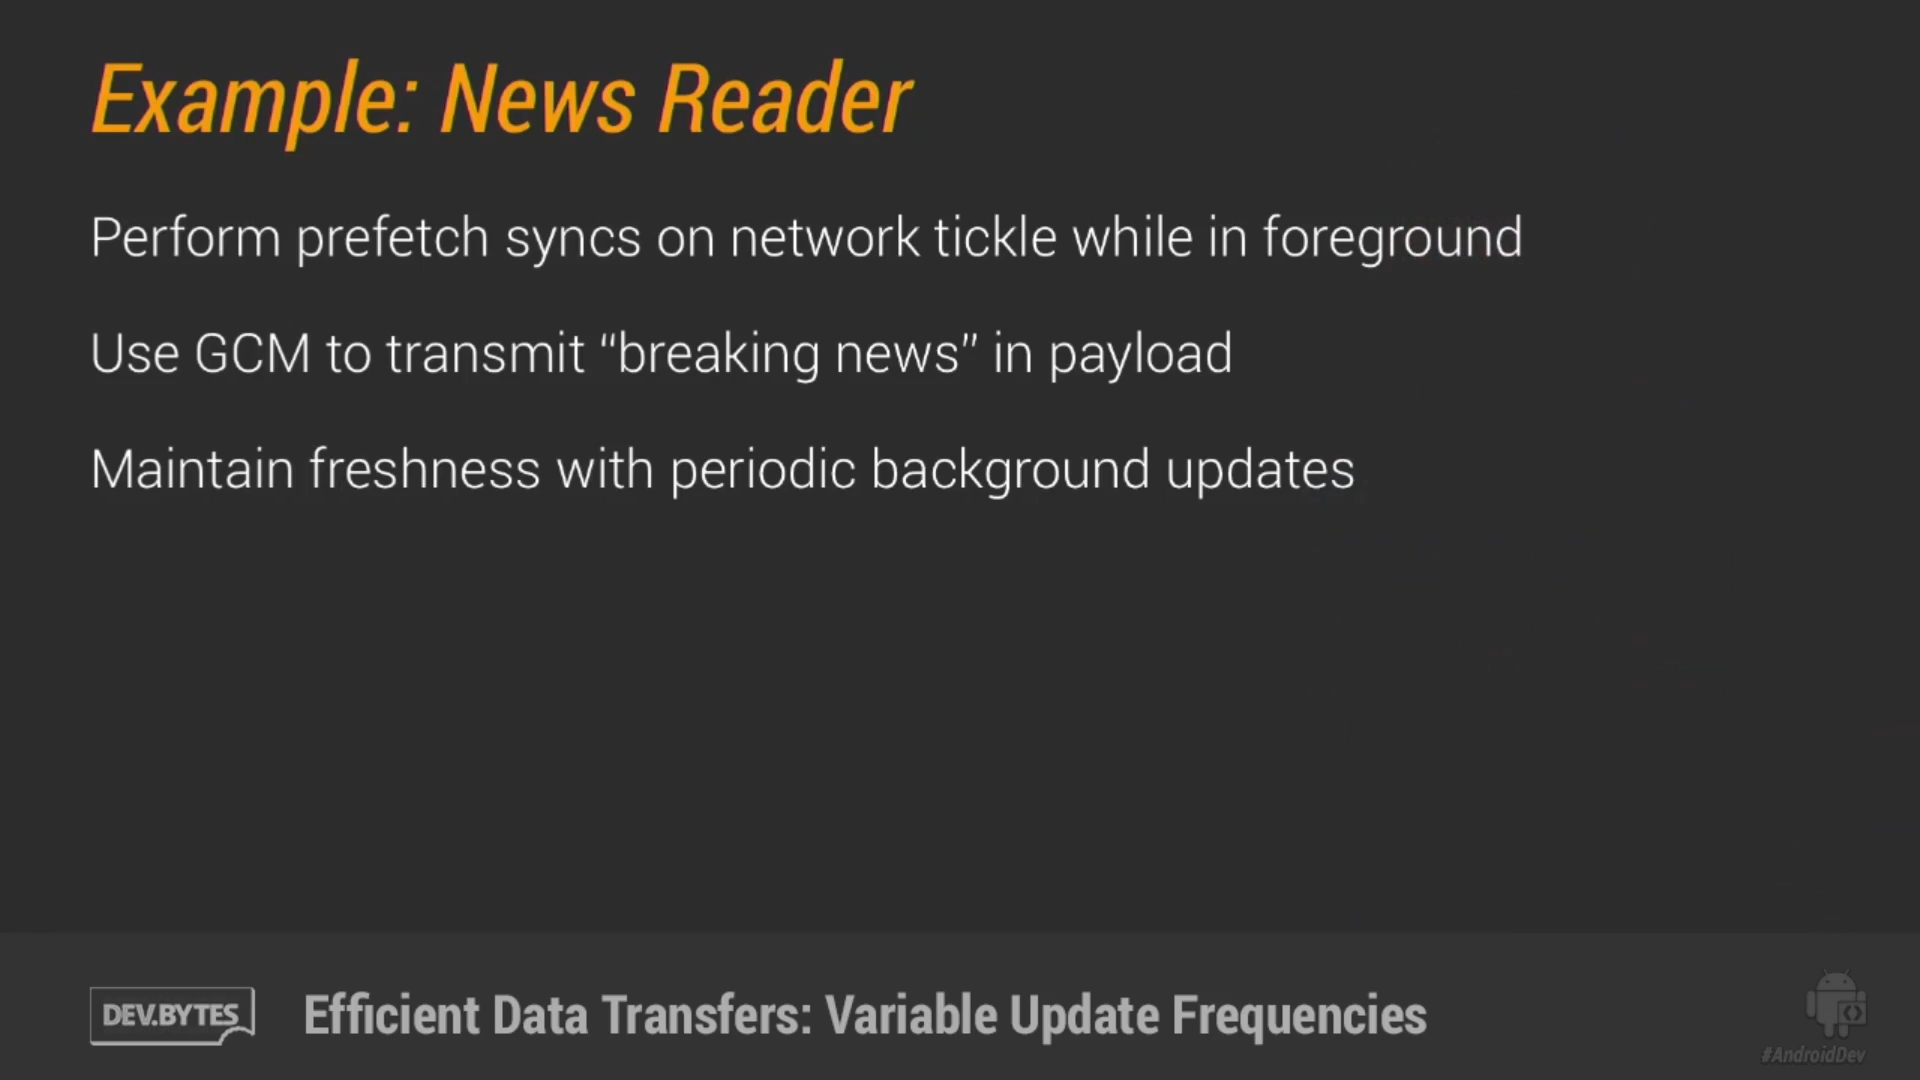 Example: News Reader
Perform prefetch syncs on network tickle while in foreground
Use GCM to transmit “breaking news” in payload
Maintain freshness with periodic background updates
DEV.BYTES
Efficient Data Transfers: Variable Update Frequencies
#AndroidDev